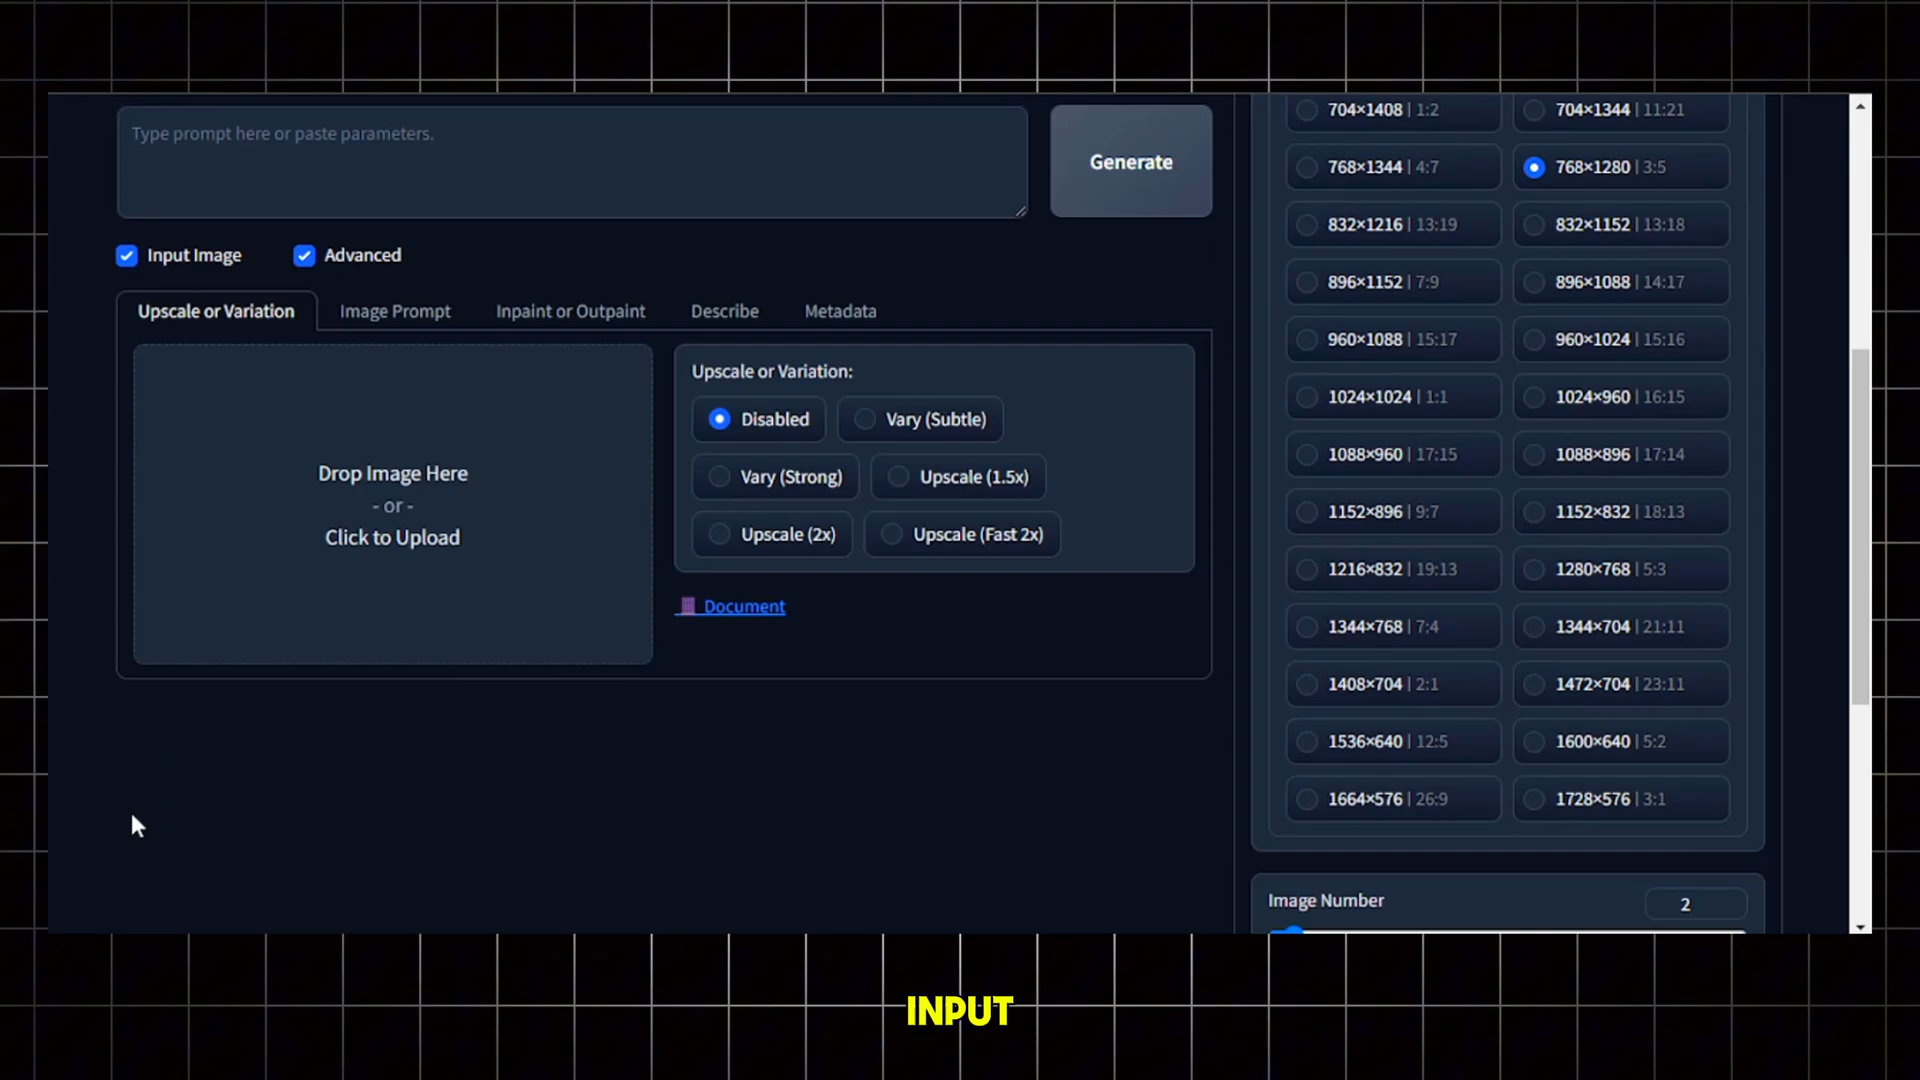 Type prompt here or paste parameters.
Generate
Input Image
Advanced
Upscale or Variation
Image Prompt
Inpaint or Outpaint
Describe
Metadata
Drop Image Here
- or -
Click to Upload
Upscale or Variation:
Disabled
Vary (Subtle)
Vary (Strong)
Upscale (1.5x)
Upscale (2x)
Upscale (Fast 2x)
Document
704×1408 | 1:2
704×1344 | 11:21
768×1344 | 4:7
768×1280 | 3:5
832×1216 | 13:19
832×1152 | 13:18
896×1152 | 7:9
896×1088 | 14:17
960×1088 | 15:17
960×1024 | 15:16
1024×1024 | 1:1
1024×960 | 16:15
1088×960 | 17:15
1088×896 | 17:14
1152×896 | 9:7
1152×832 | 18:13
1216×832 | 19:13
1280×768 | 5:3
1344×768 | 7:4
1344×704 | 21:11
1408×704 | 2:1
1472×704 | 23:11
1536×640 | 12:5
1600×640 | 5:2
1664×576 | 26:9
1728×576 | 3:1
Image Number
2
INPUT